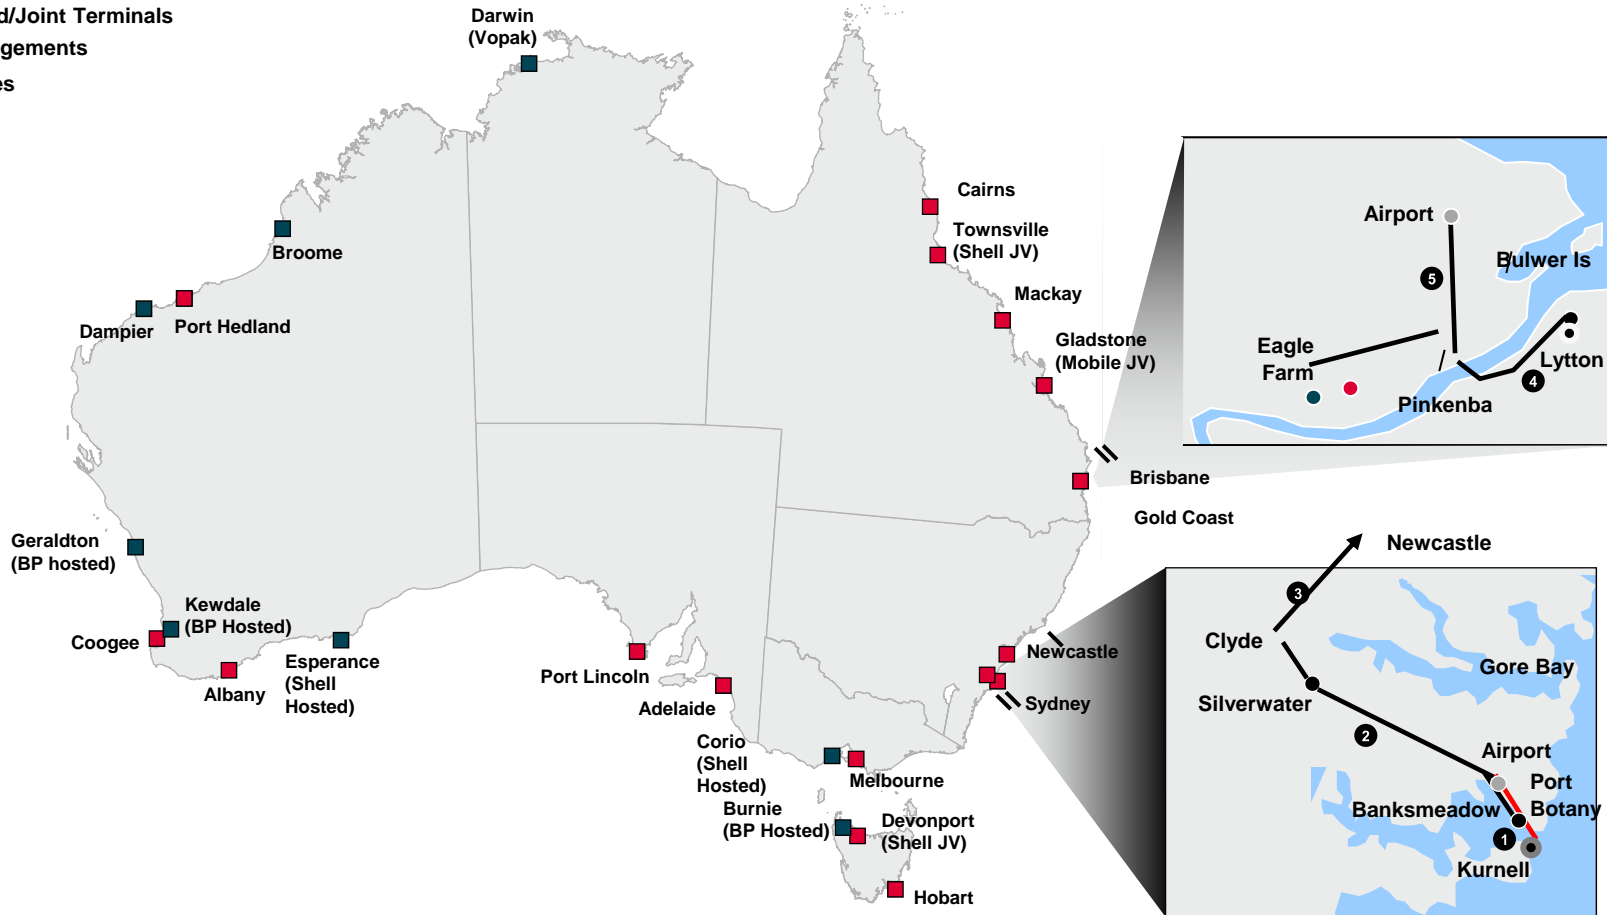 d/Joint Terminals
gements
es
Darwin
(Vopak)
Cairns
Townsville
(Shell JV)
Broome
Mackay
Port Hedland
Dampier
Gladstone
(Mobile JV)
Airport
Bulwer Is
5
Eagle
Farm
Lytton
4
Pinkenba
Brisbane
Gold Coast
Geraldton
(BP hosted)
Kewdale
(BP Hosted)
Coogee
Esperance
(Shell
Hosted)
Albany
Port Lincoln
Adelaide
Newcastle
Sydney
Corio
(Shell
Hosted)
Melbourne
Burnie
(BP Hosted)
Devonport
(Shell JV)
Hobart
Newcastle
3
Clyde
Gore Bay
Silverwater
2
Airport
Port
Botany
Banksmeadow
1
Kurnell